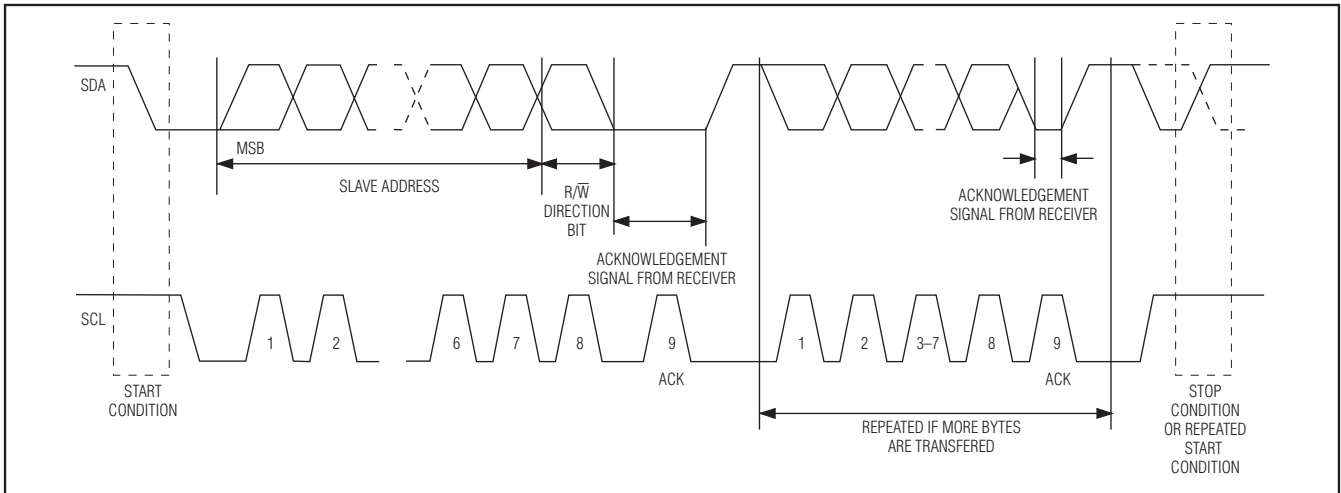 SDA
MSB
SLAVE ADDRESS
R/W̅
DIRECTION
BIT
ACKNOWLEDGEMENT
SIGNAL FROM RECEIVER
ACKNOWLEDGEMENT
SIGNAL FROM RECEIVER
SCL
1 2 6 7 8 9 1 2 3–7 8 9
ACK ACK
START
CONDITION
REPEATED IF MORE BYTES
ARE TRANSFERED
STOP
CONDITION
OR REPEATED
START
CONDITION